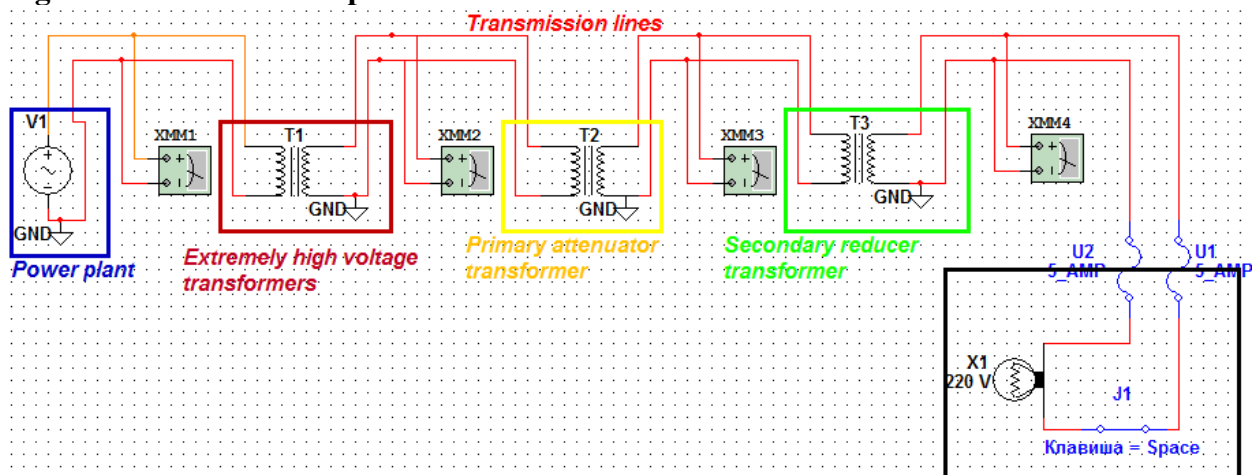 Transmission lines
V1
XMM1
T1
XMM2
T2
XMM3
T3
XMM4
GND
GND
GND
GND
Power plant
Extremely high voltage
transformers
Primary attenuator
transformer
Secondary reducer
transformer
U2
5_AMP
U1
5_AMP
X1
220 V
J1
Клавиша = Space